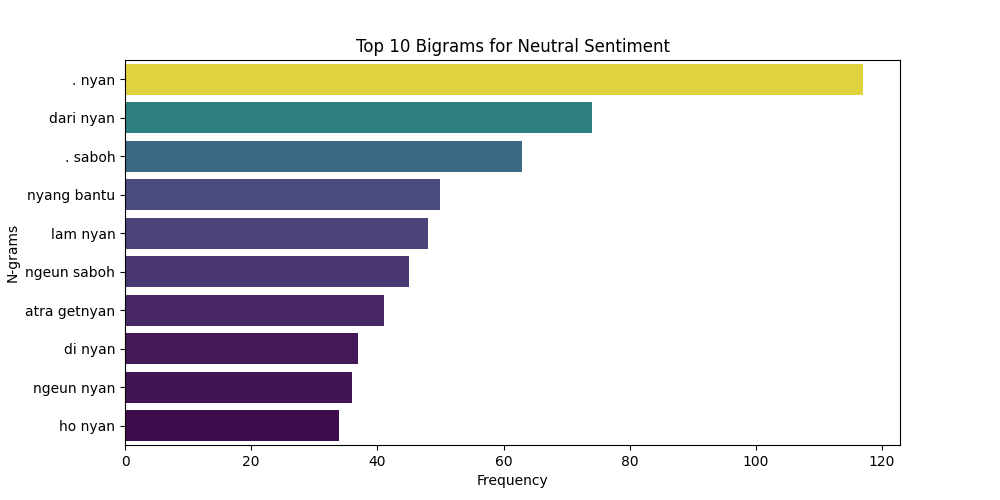 Top 10 Bigrams for Neutral Sentiment
N-grams
. nyan
dari nyan
. saboh
nyang bantu
lam nyan
ngeun saboh
atra getnyan
di nyan
ngeun nyan
ho nyan
0 20 40 60 80 100 120
Frequency